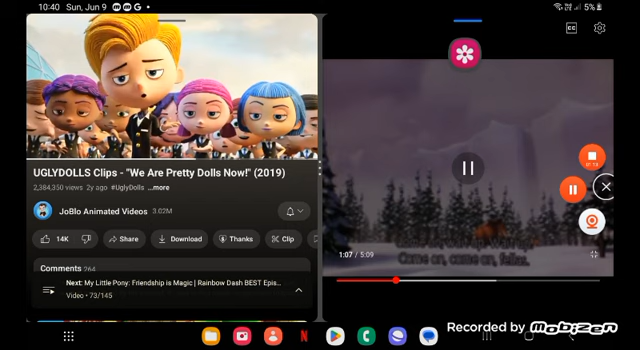 10:40 Sun, Jun 9
5%
CC
UGLYDOLLS Clips - "We Are Pretty Dolls Now!" (2019)
2,384,350 views 2y ago #UglyDolls ...more
JoBlo Animated Videos 3.02M
14K Share Download Thanks Clip
Comments 264
Next: My Little Pony: Friendship is Magic | Rainbow Dash BEST Epis...
Video • 73/145
Come on, come on, fellas.
1:07 / 5:09
Recorded by mobizen